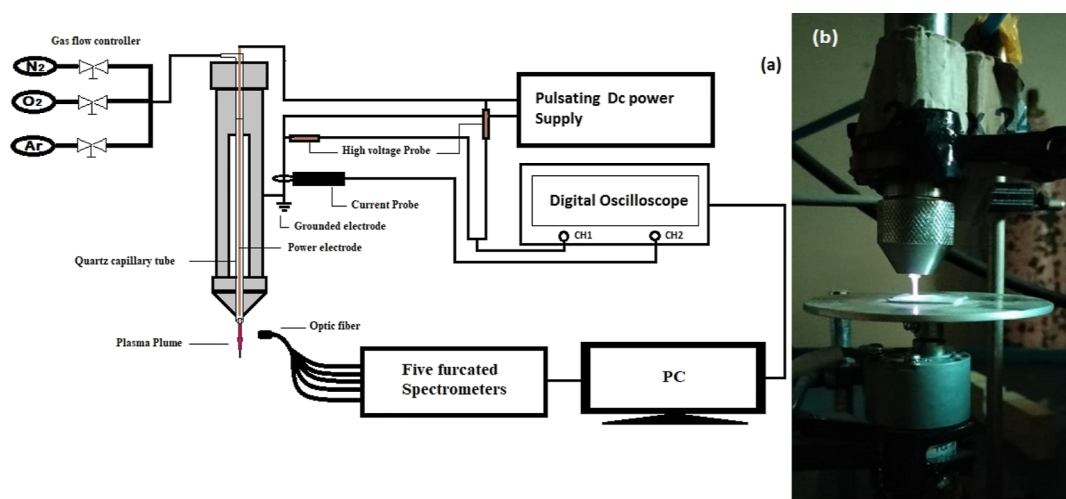 Gas flow controller
N2
O2
Ar
Pulsating Dc power
Supply
(a)
(b)
High voltage Probe
Current Probe
Digital Oscilloscope
CH1
CH2
Grounded electrode
Power electrode
Quartz capillary tube
Optic fiber
Plasma Plume
Five furcated
Spectrometers
PC